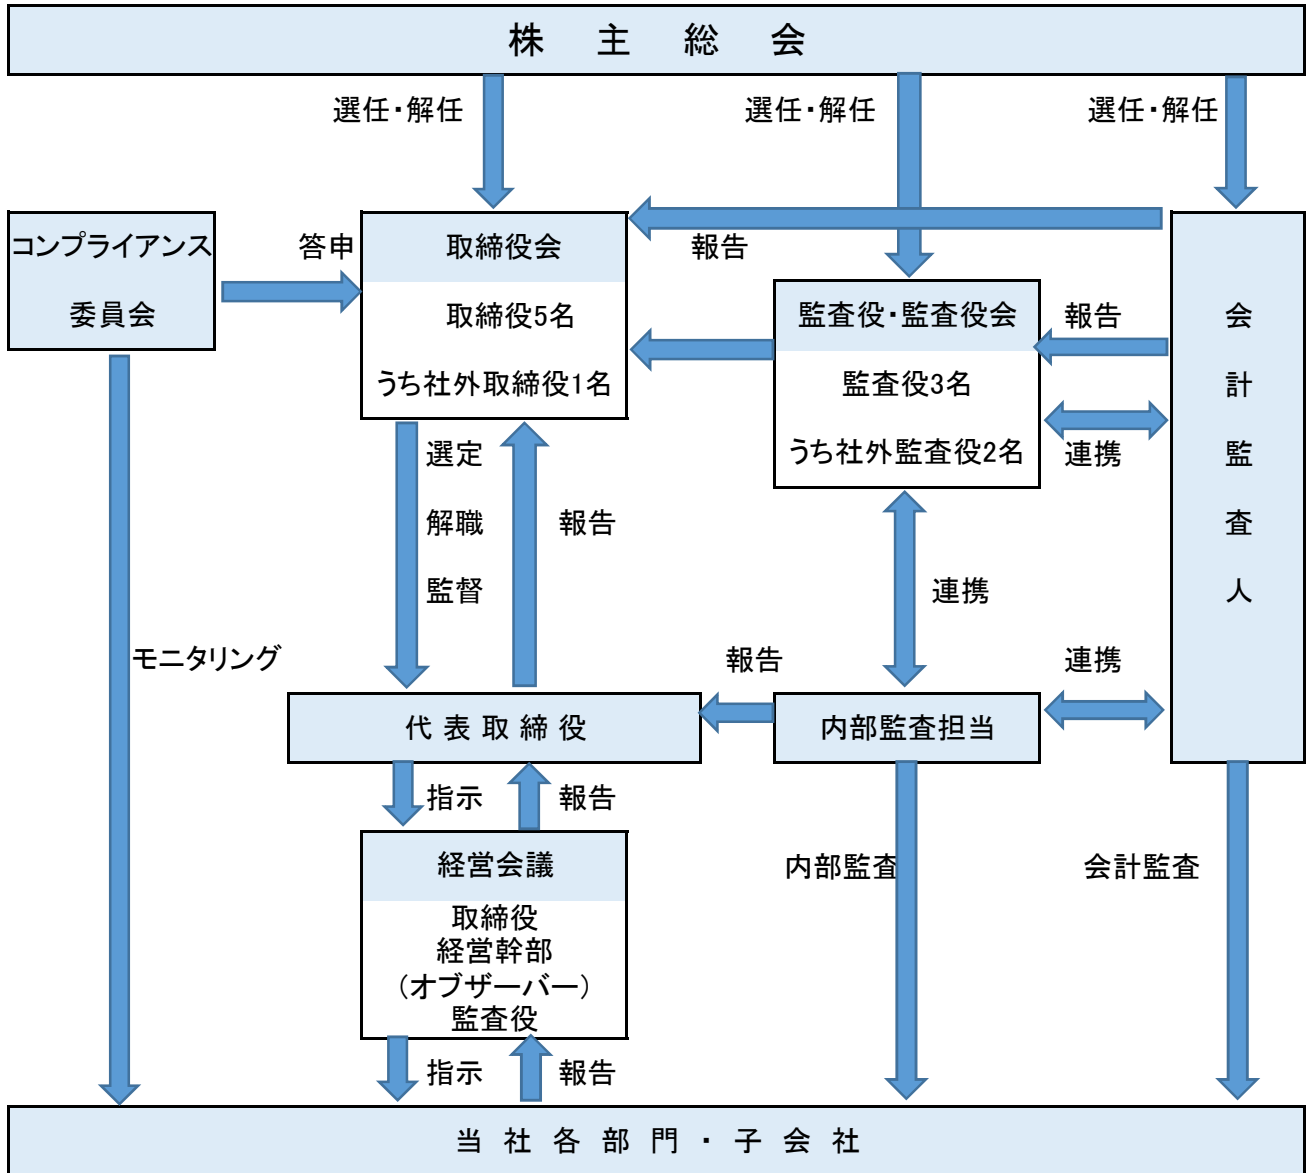 株主総会
選任・解任
選任・解任
選任・解任
コンプライアンス
委員会
答申
取締役会
取締役5名
うち社外取締役1名
報告
監査役・監査役会
監査役3名
うち社外監査役2名
報告
連携
会計監査人
選定
解職
監督
報告
連携
モニタリング
報告
連携
代表取締役
内部監査担当
指示
報告
経営会議
取締役
経営幹部
(オブザーバー)
監査役
内部監査
会計監査
指示
報告
当社各部門・子会社